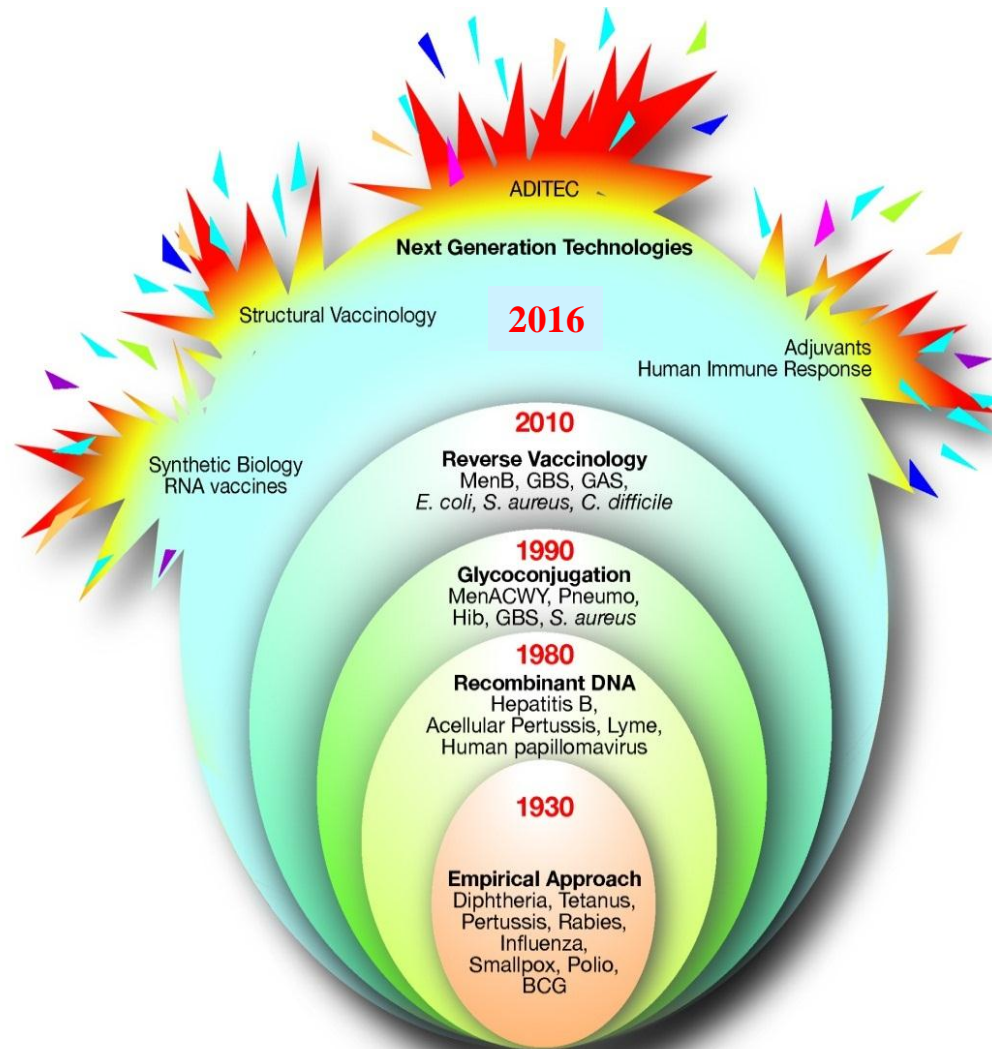 ADITEC
Next Generation Technologies
2016
Structural Vaccinology
Adjuvants
Human Immune Response
Synthetic Biology
RNA vaccines
2010
Reverse Vaccinology
MenB, GBS, GAS,
E. coli, S. aureus, C. difficile
1990
Glycoconjugation
MenACWY, Pneumo,
Hib, GBS, S. aureus
1980
Recombinant DNA
Hepatitis B,
Acellular Pertussis, Lyme,
Human papillomavirus
1930
Empirical Approach
Diphtheria, Tetanus,
Pertussis, Rabies,
Influenza,
Smallpox, Polio,
BCG